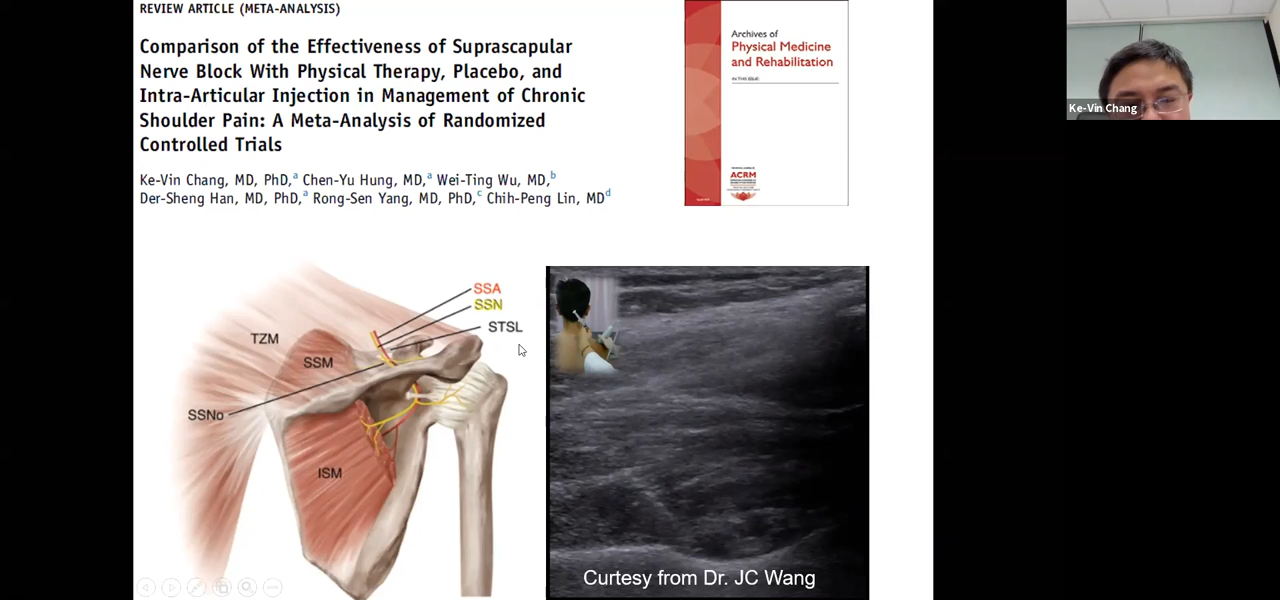 REVIEW ARTICLE (META-ANALYSIS)
Comparison of the Effectiveness of Suprascapular
Nerve Block With Physical Therapy, Placebo, and
Intra-Articular Injection in Management of Chronic
Shoulder Pain: A Meta-Analysis of Randomized
Controlled Trials
Ke-Vin Chang, MD, PhD,a Chen-Yu Hung, MD,a Wei-Ting Wu, MD,b
Der-Sheng Han, MD, PhD,a Rong-Sen Yang, MD, PhD,c Chih-Peng Lin, MDd
Archives of
Physical Medicine
and Rehabilitation
IN THIS ISSUE:
ACRM
Ke-Vin Chang
SSA
SSN
STSL
TZM
SSM
SSNo
ISM
Curtesy from Dr. JC Wang